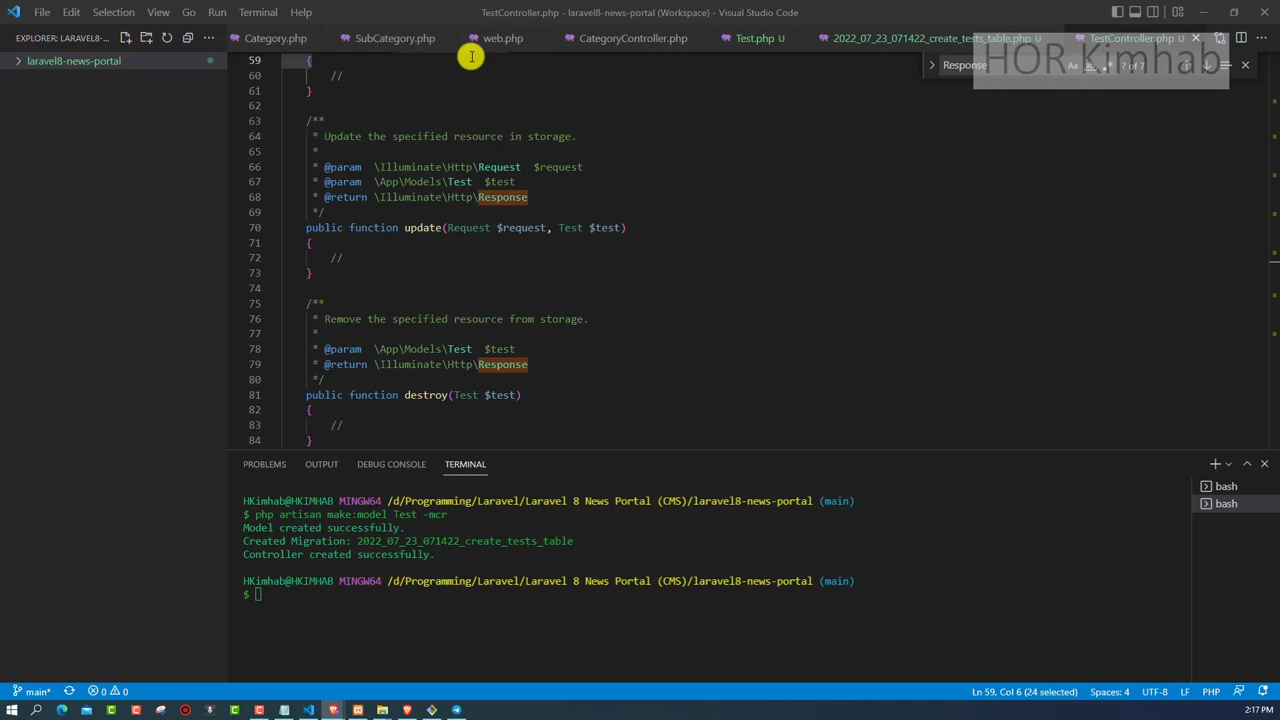 File Edit Selection View Go Run Terminal Help
TestController.php - laravel8-news-portal (Workspace) - Visual Studio Code
EXPLORER: LARAVEL8-...
Category.php SubCategory.php web.php CategoryController.php Test.php U 2022_07_23_071422_create_tests_table.php U TestController.php U
laravel8-news-portal
HOR Kimhab
Response Aa ab ? of 7
59 {
60 //
61 }
62
63 /**
64 * Update the specified resource in storage.
65 *
66 * @param \Illuminate\Http\Request $request
67 * @param \App\Models\Test $test
68 * @return \Illuminate\Http\Response
69 */
70 public function update(Request $request, Test $test)
71 {
72 //
73 }
74
75 /**
76 * Remove the specified resource from storage.
77 *
78 * @param \App\Models\Test $test
79 * @return \Illuminate\Http\Response
80 */
81 public function destroy(Test $test)
82 {
83 //
84 }
PROBLEMS OUTPUT DEBUG CONSOLE TERMINAL
HKimhab@HKIMHAB MINGW64 /d/Programming/Laravel/Laravel 8 News Portal (CMS)/laravel8-news-portal (main)
$ php artisan make:model Test -mcr
Model created successfully.
Created Migration: 2022_07_23_071422_create_tests_table
Controller created successfully.
HKimhab@HKIMHAB MINGW64 /d/Programming/Laravel/Laravel 8 News Portal (CMS)/laravel8-news-portal (main)
$
bash
bash
main* 0 0
Ln 59, Col 6 (24 selected) Spaces: 4 UTF-8 LF PHP
2:17 PM